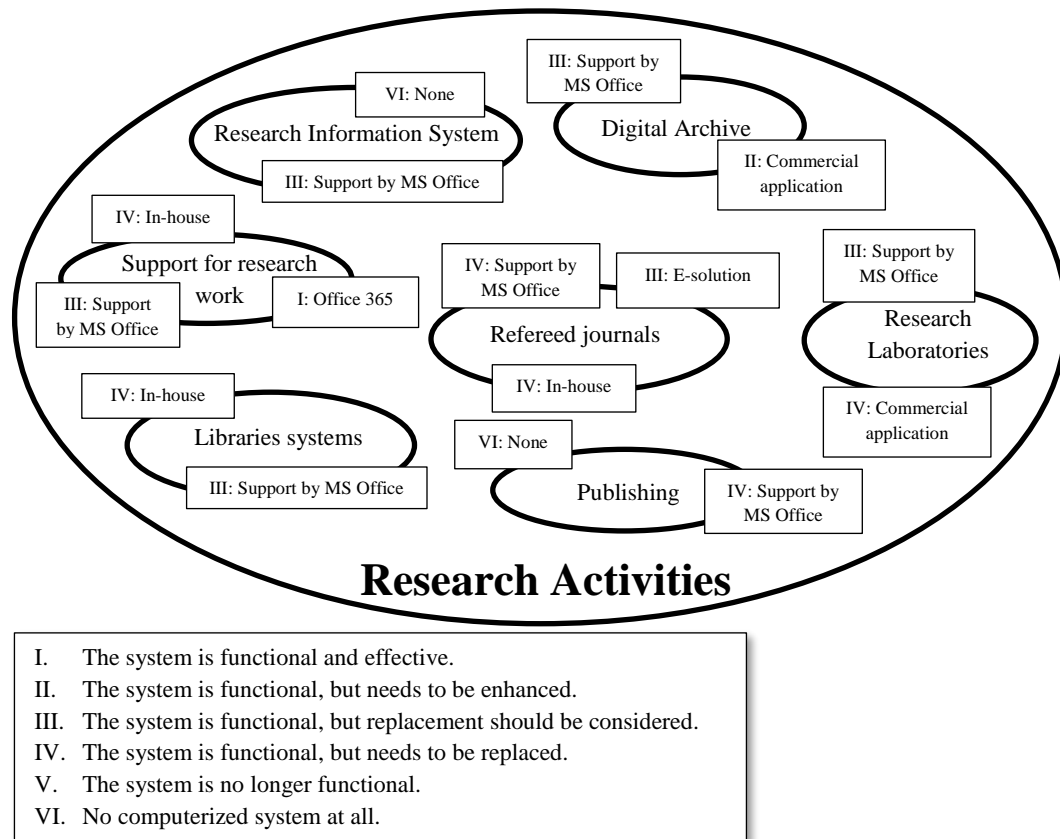 VI: None
Research Information System
III: Support by MS Office
III: Support by
MS Office
Digital Archive
II: Commercial
application
IV: In-house
Support for research
work
III: Support
by MS Office
I: Office 365
IV: Support by
MS Office
III: E-solution
Refereed journals
IV: In-house
III: Support by
MS Office
Research
Laboratories
IV: Commercial
application
IV: In-house
Libraries systems
III: Support by MS Office
VI: None
Publishing
IV: Support by
MS Office
Research Activities
I. The system is functional and effective.
II. The system is functional, but needs to be enhanced.
III. The system is functional, but replacement should be considered.
IV. The system is functional, but needs to be replaced.
V. The system is no longer functional.
VI. No computerized system at all.